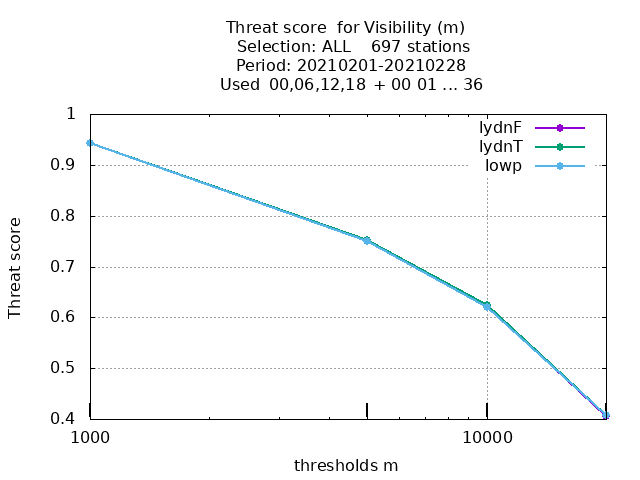 Threat score  for Visibility (m)
Selection: ALL    697 stations
Period: 20210201-20210228
Used  00,06,12,18  + 00 01 ... 36
lydnF
lydnT
lowp
1
0.9
0.8
0.7
0.6
0.5
0.4
Threat score
1000
10000
thresholds m